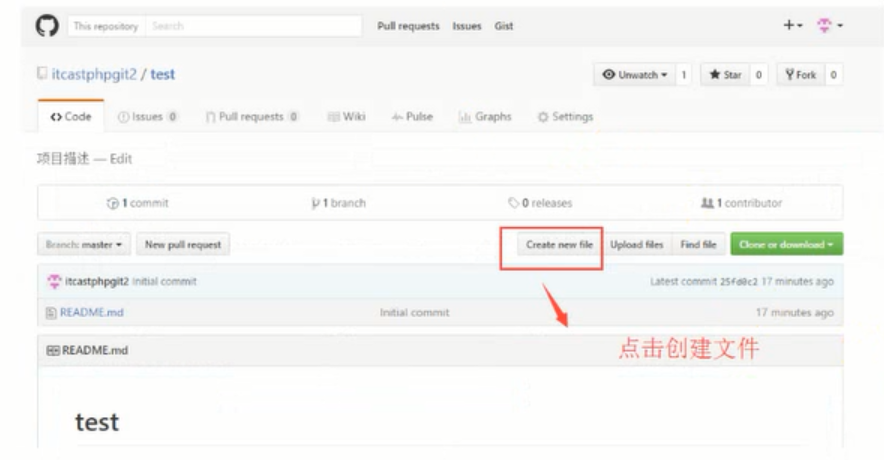 This repository Search Pull requests Issues Gist
itcastphpgit2 / test Unwatch 1 Star 0 Fork 0
Code Issues 0 Pull requests 0 Wiki Pulse Graphs Settings
项目描述 — Edit
1 commit 1 branch 0 releases 1 contributor
Branch: master New pull request Create new file Upload files Find file Clone or download
itcastphpgit2 Initial commit Latest commit 25fd0c2 17 minutes ago
README.md Initial commit 17 minutes ago
点击创建文件
README.md
test